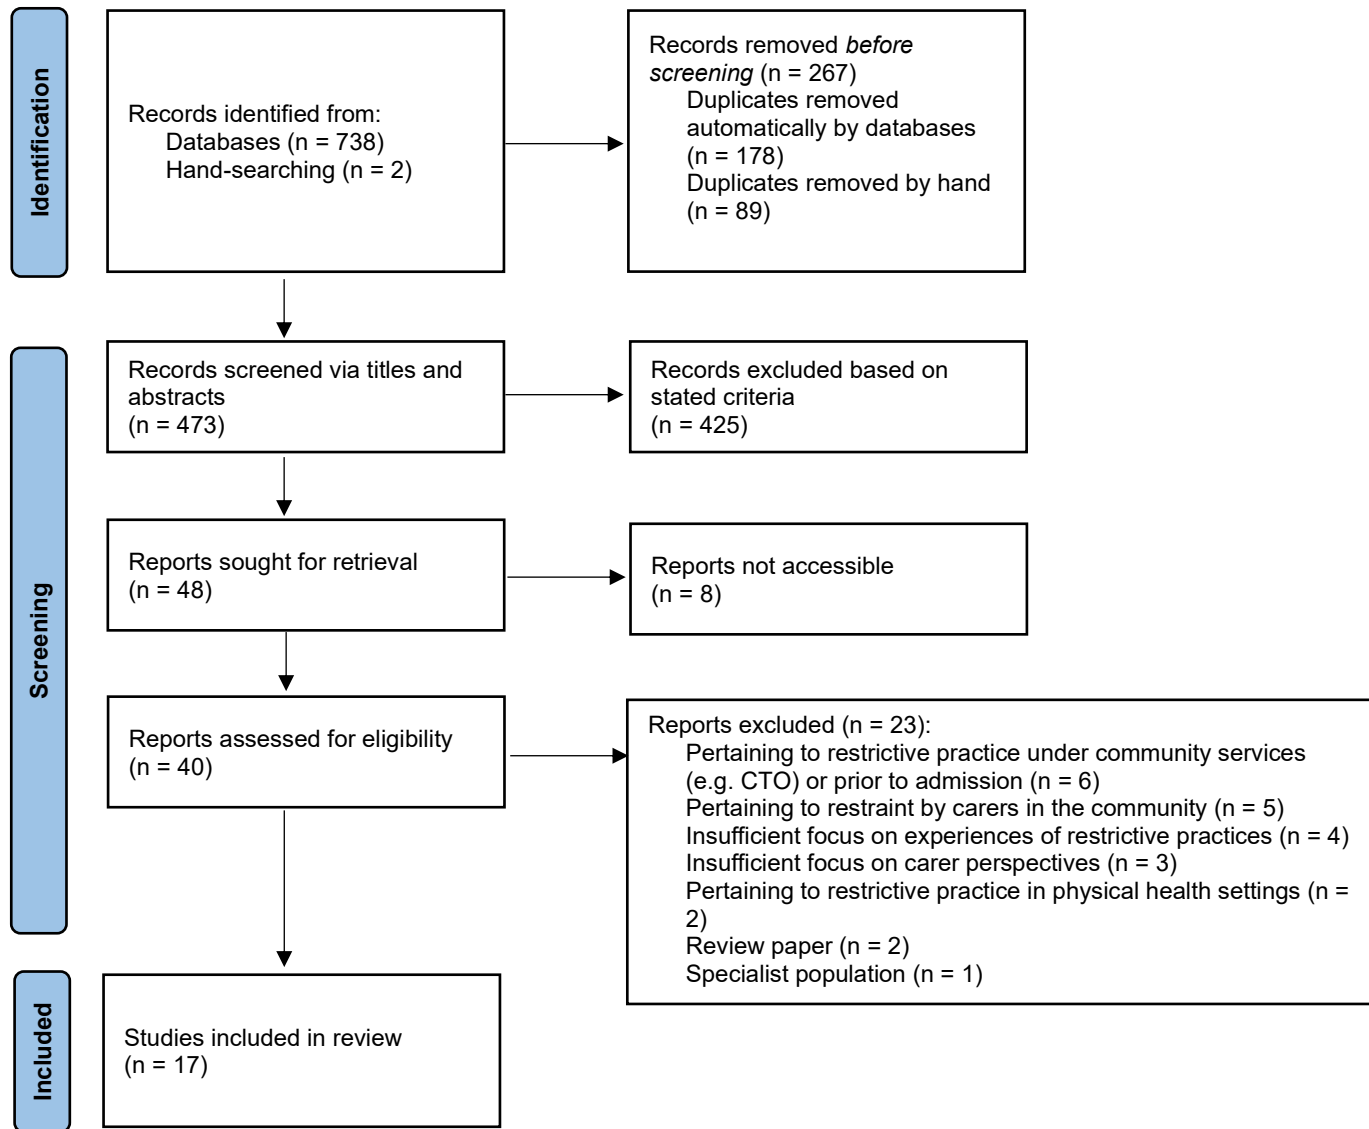 Identification
Records identified from:
Databases (n = 738)
Hand-searching (n = 2)
Records removed before
screening (n = 267)
Duplicates removed
automatically by databases
(n = 178)
Duplicates removed by hand
(n = 89)
Screening
Records screened via titles and
abstracts
(n = 473)
Records excluded based on
stated criteria
(n = 425)
Reports sought for retrieval
(n = 48)
Reports not accessible
(n = 8)
Reports assessed for eligibility
(n = 40)
Reports excluded (n = 23):
Pertaining to restrictive practice under community services
(e.g. CTO) or prior to admission (n = 6)
Pertaining to restraint by carers in the community (n = 5)
Insufficient focus on experiences of restrictive practices (n = 4)
Insufficient focus on carer perspectives (n = 3)
Pertaining to restrictive practice in physical health settings (n =
2)
Review paper (n = 2)
Specialist population (n = 1)
Included
Studies included in review
(n = 17)